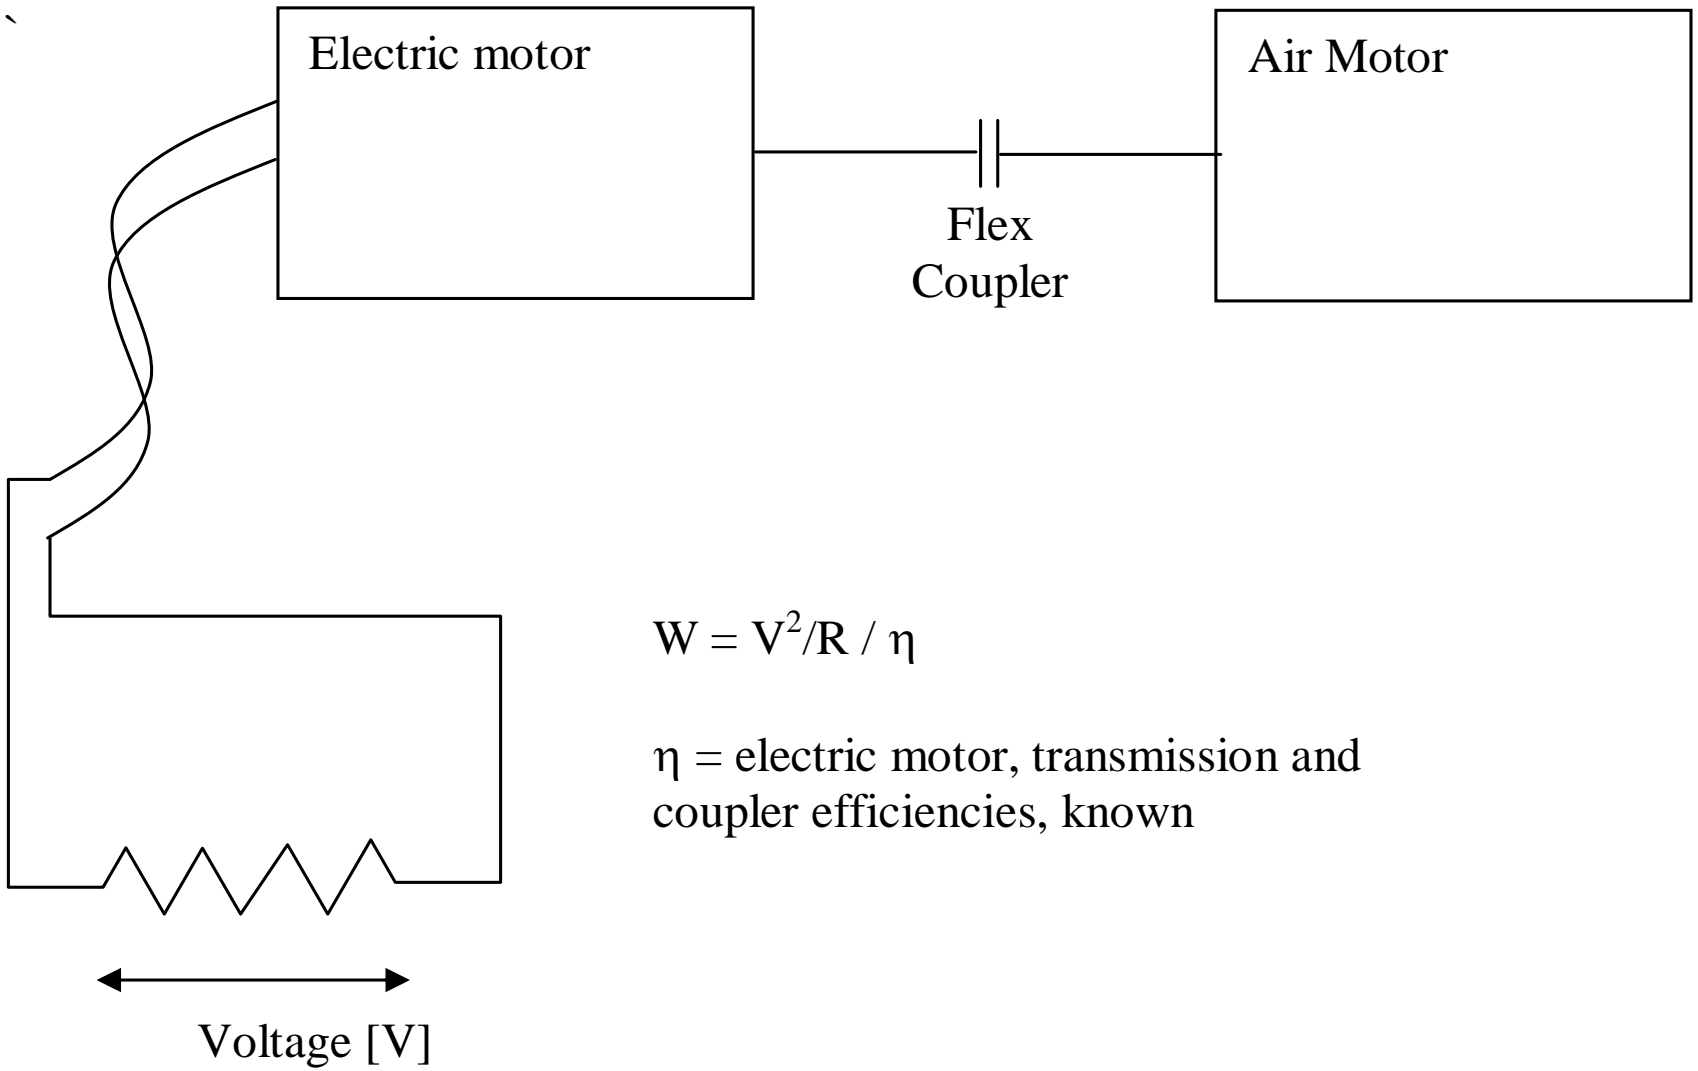 `
Electric motor
Air Motor
Flex
Coupler
W = V²/R / η
η = electric motor, transmission and
coupler efficiencies, known
Voltage [V]